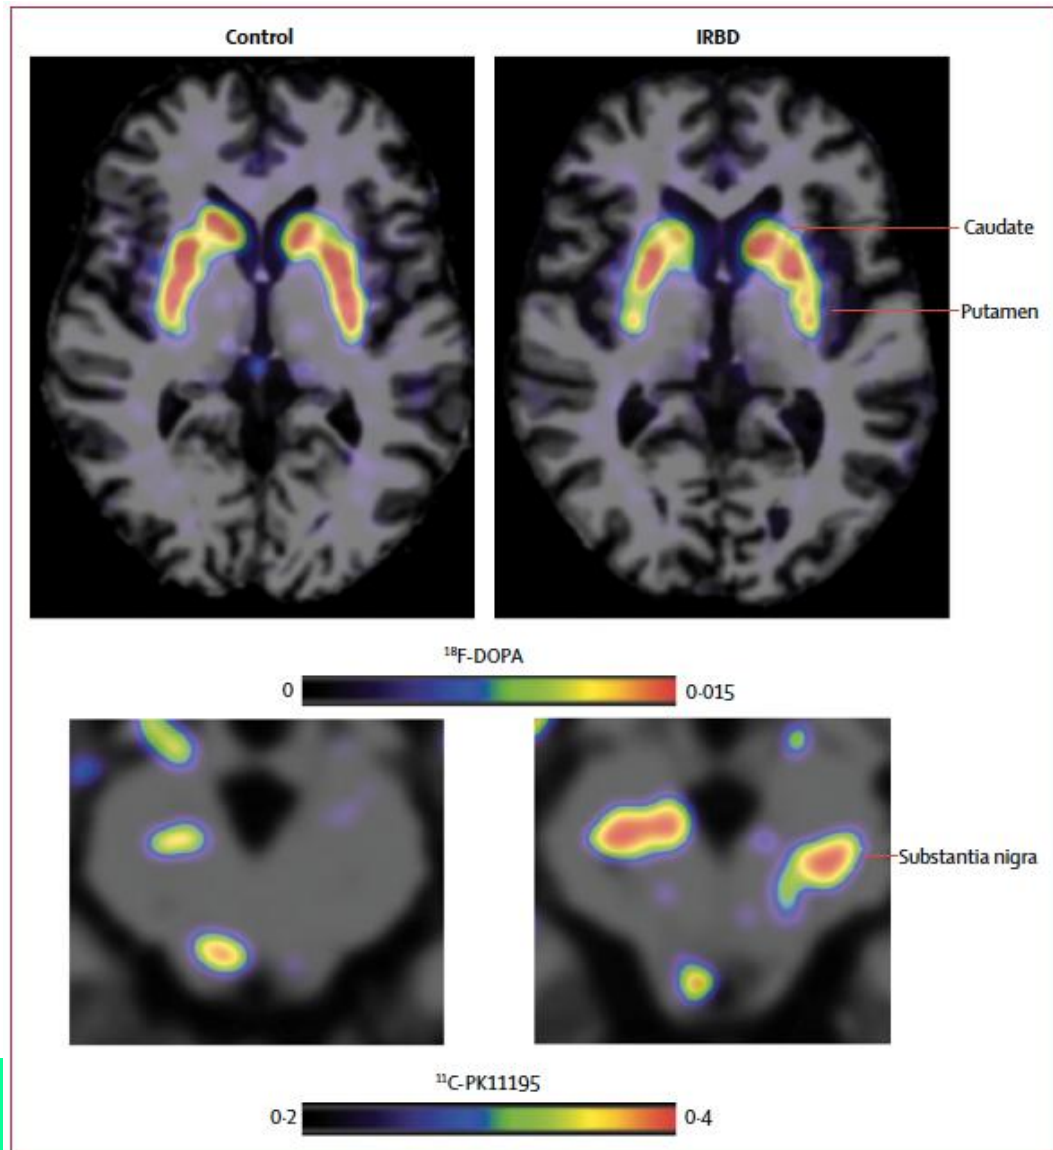 Control
IRBD
Caudate
Putamen
¹⁸F-DOPA
0
0·015
Substantia nigra
¹¹C-PK11195
0·2
0·4